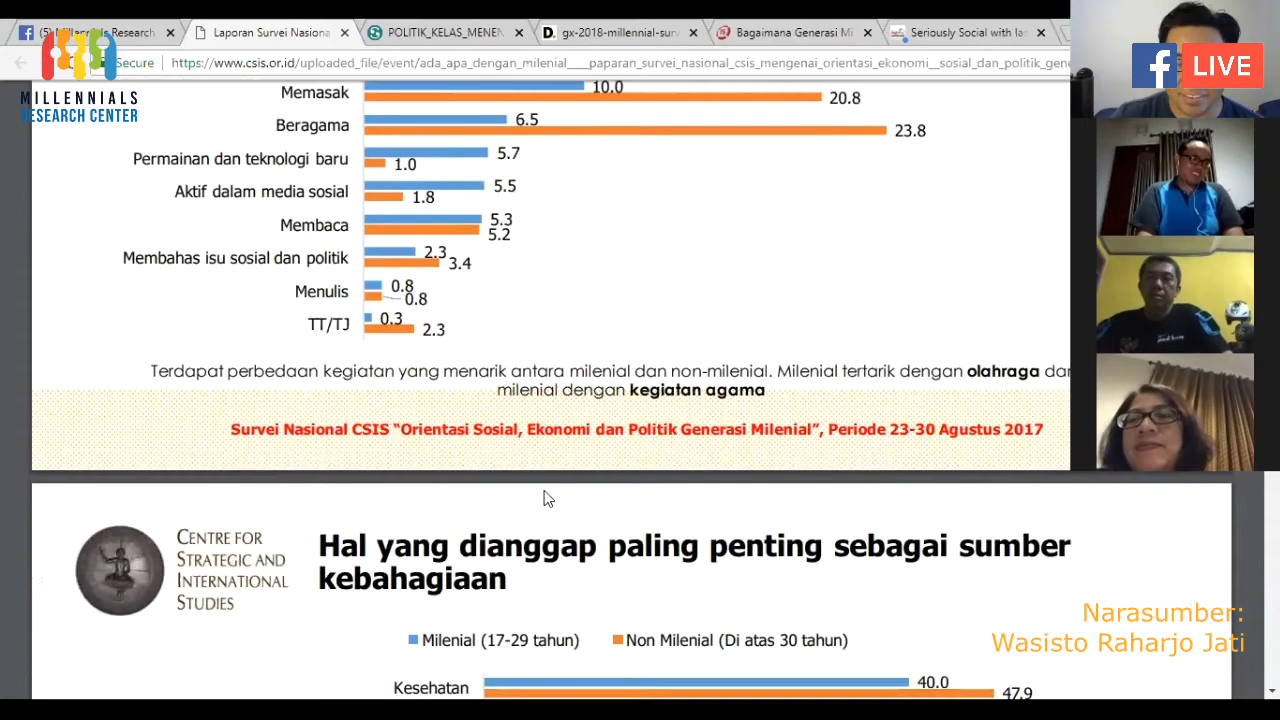 (5) Millennials Research
Laporan Survei Nasiona
POLITIK_KELAS_MENEN
gx-2018-millennial-surv
Bagaimana Generasi Mi
Seriously Social with las
Secure
https://www.csis.or.id/uploaded_file/event/ada_apa_dengan_milenial____paparan_survei_nasional_csis_mengenai_orientasi_ekonomi__sosial_dan_politik_gene
LIVE
MILLENNIALS
RESEARCH CENTER
Memasak 10.0
20.8
Beragama 6.5
23.8
Permainan dan teknologi baru 5.7
1.0
Aktif dalam media sosial 5.5
1.8
Membaca 5.3
5.2
Membahas isu sosial dan politik 2.3
3.4
Menulis 0.8
0.8
TT/TJ 0.3
2.3
Terdapat perbedaan kegiatan yang menarik antara milenial dan non-milenial. Milenial tertarik dengan olahraga dan
milenial dengan kegiatan agama
Survei Nasional CSIS “Orientasi Sosial, Ekonomi dan Politik Generasi Milenial”, Periode 23-30 Agustus 2017
CENTRE FOR
STRATEGIC AND
INTERNATIONAL
STUDIES
Hal yang dianggap paling penting sebagai sumber
kebahagiaan
Milenial (17-29 tahun) Non Milenial (Di atas 30 tahun)
Kesehatan 40.0
47.9
Narasumber:
Wasisto Raharjo Jati